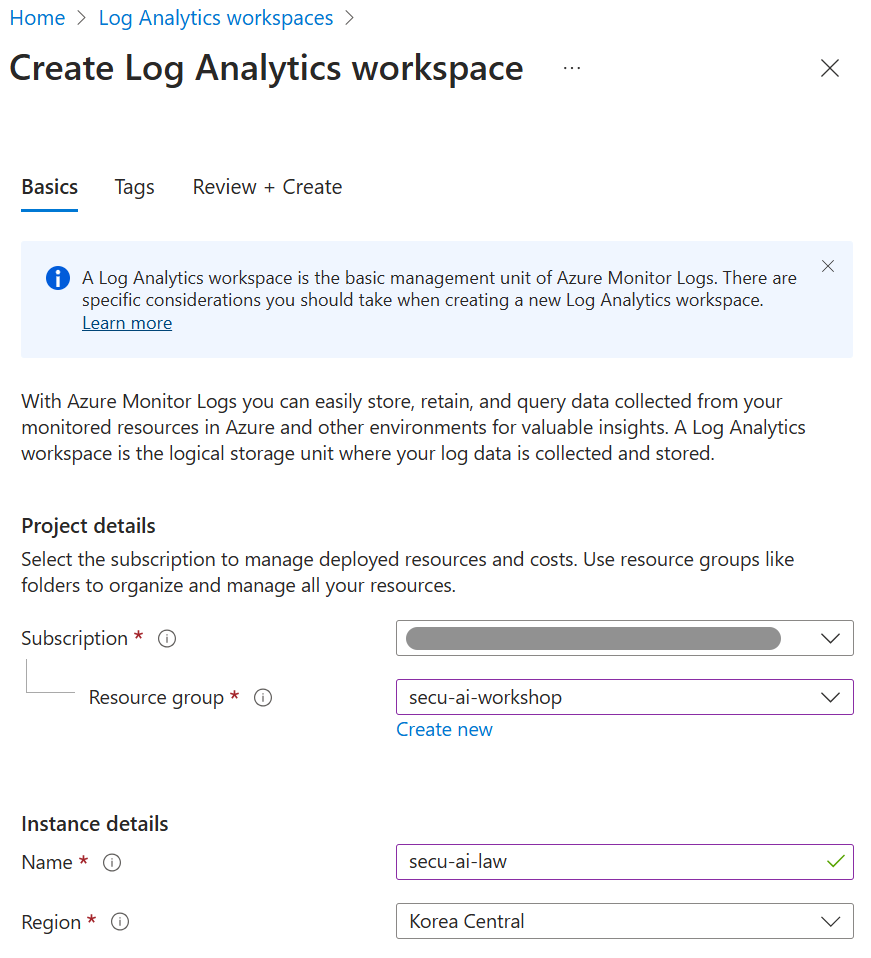 Home > Log Analytics workspaces >
Create Log Analytics workspace ...
Basics Tags Review + Create
A Log Analytics workspace is the basic management unit of Azure Monitor Logs. There are
specific considerations you should take when creating a new Log Analytics workspace.
Learn more
With Azure Monitor Logs you can easily store, retain, and query data collected from your
monitored resources in Azure and other environments for valuable insights. A Log Analytics
workspace is the logical storage unit where your log data is collected and stored.
Project details
Select the subscription to manage deployed resources and costs. Use resource groups like
folders to organize and manage all your resources.
Subscription *
Resource group * secu-ai-workshop
Create new
Instance details
Name * secu-ai-law
Region * Korea Central